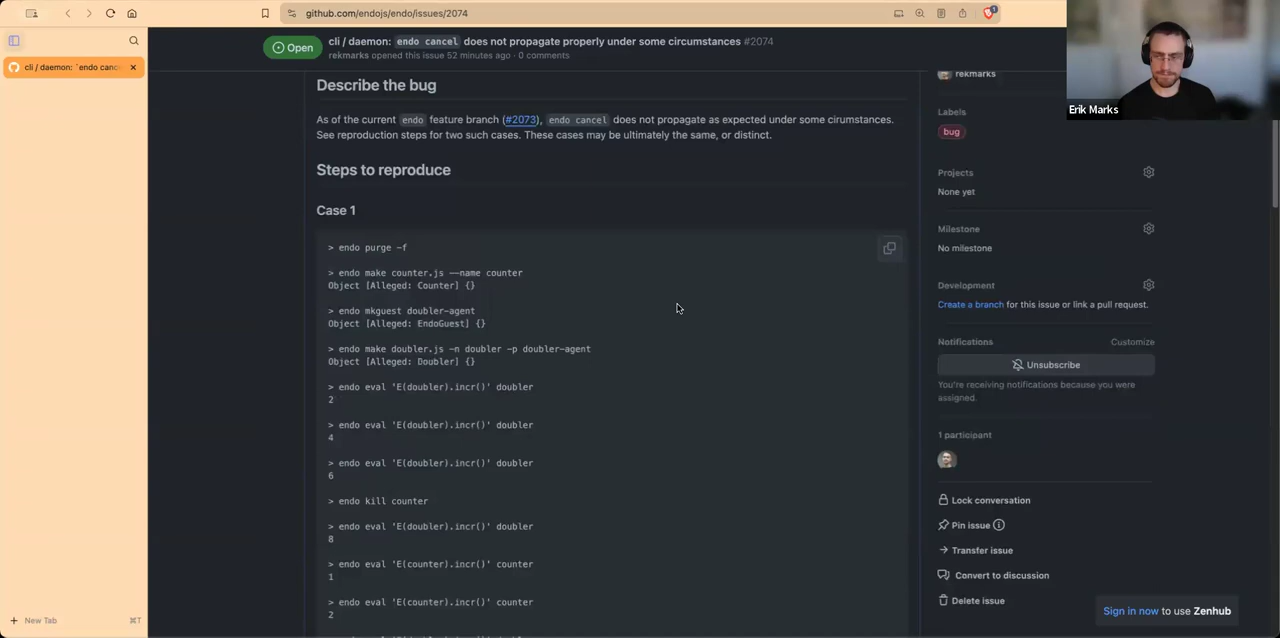 github.com/endojs/endo/issues/2074
1
cli / daemon: `endo canc
Open
cli / daemon: endo cancel does not propagate properly under some circumstances #2074
rekmarks opened this issue 52 minutes ago · 0 comments
Erik Marks
Describe the bug
As of the current endo feature branch (#2073), endo cancel does not propagate as expected under some cirumstances.
See reproduction steps for two such cases. These cases may be ultimately the same, or distinct.
Steps to reproduce
Case 1
> endo purge -f
> endo make counter.js --name counter
Object [Alleged: Counter] {}
> endo mkguest doubler-agent
Object [Alleged: EndoGuest] {}
> endo make doubler.js -n doubler -p doubler-agent
Object [Alleged: Doubler] {}
> endo eval 'E(doubler).incr()' doubler
2
> endo eval 'E(doubler).incr()' doubler
4
> endo eval 'E(doubler).incr()' doubler
6
> endo kill counter
> endo eval 'E(doubler).incr()' doubler
8
> endo eval 'E(counter).incr()' counter
1
> endo eval 'E(counter).incr()' counter
2
rekmarks
Labels
bug
Projects
None yet
Milestone
No milestone
Development
Create a branch for this issue or link a pull request.
Notifications
Customize
Unsubscribe
You're receiving notifications because you were
assigned.
1 participant
Lock conversation
Pin issue
Transfer issue
Convert to discussion
Delete issue
Sign in now to use Zenhub
New Tab
⌘T